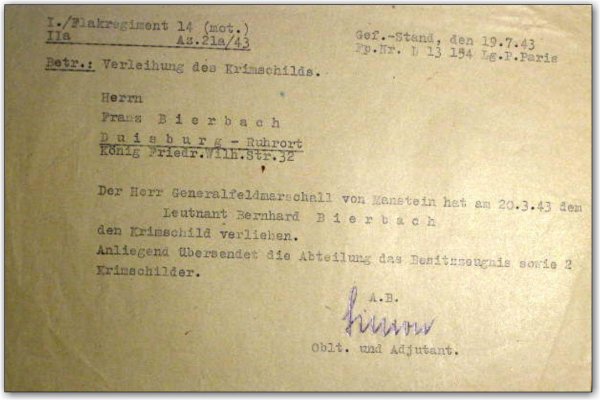 I./Flakregiment 14 (mot.)
IIa Az.21a/43
Gef.-Stand, den 19.7.43
Fp.Nr. L 13 154 Lg.P.Paris
Betr.: Verleihung des Krimschilds.
Herrn
Franz B i e r b a c h
D u i s b u r g - Ruhrort
König Friedr.Wilh.Str.32
Der Herr Generalfeldmarschall von Manstein hat am 20.3.43 dem
Leutnant Bernhard B i e r b a c h
den Krimschild verliehen.
Anliegend übersendet die Abteilung das Besitzzeugnis sowie 2
Krimschilder.
A.B.
Simon
Oblt. und Adjutant.